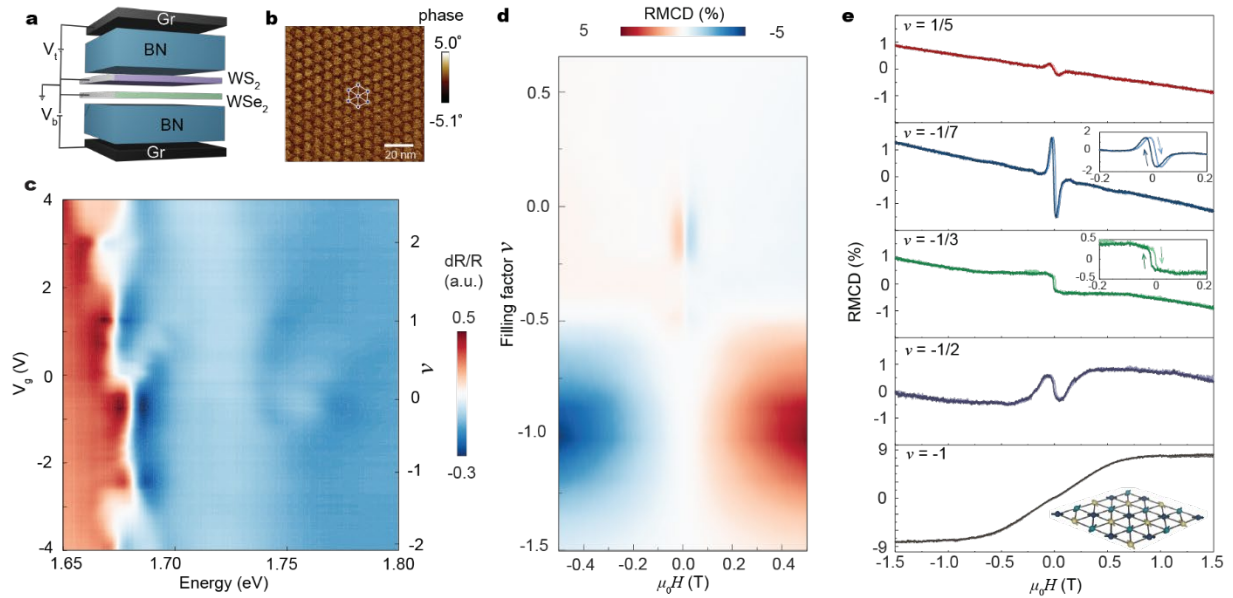 a
Gr
V_t
BN
WS₂
WSe₂
V_b
BN
Gr
b
phase
5.0°
-5.1°
20 nm
c
4
2
0
-2
-4
V_g (V)
2
1
0
-1
-2
ν
1.65
1.70
1.75
1.80
Energy (eV)
dR/R
(a.u.)
0.5
-0.3
d
RMCD (%)
5
-5
0.5
0.0
-0.5
-1.0
-1.5
Filling factor ν
-0.4
-0.2
0.0
0.2
0.4
μ₀H (T)
e
ν = 1/5
1
0
-1
ν = -1/7
1
0
-1
2
0
-2
-0.2
0
0.2
ν = -1/3
1
0
-1
0.5
0
-0.5
-0.2
0
0.2
ν = -1/2
1
0
-1
ν = -1
9
0
-9
RMCD (%)
-1.5
-1.0
-0.5
0.0
0.5
1.0
1.5
μ₀H (T)